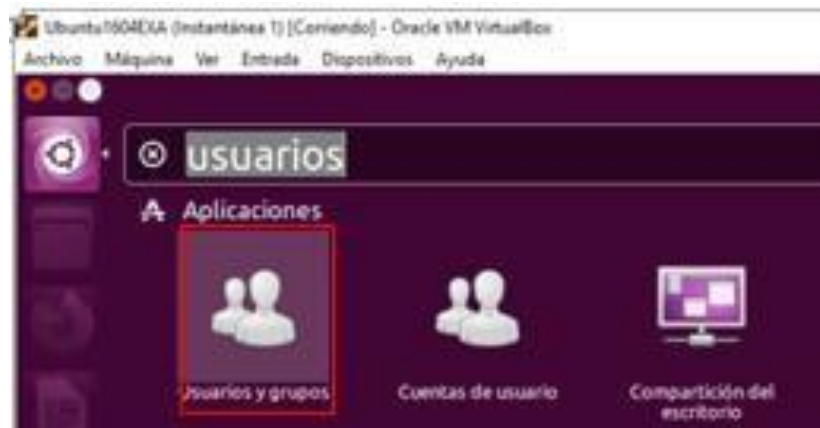 Ubuntu1604EXA (Instantánea 1) [Corriendo] - Oracle VM VirtualBox
Archivo Máquina Ver Entrada Dispositivos Ayuda
usuarios
Aplicaciones
Usuarios y grupos Cuentas de usuario Compartición del
escritorio